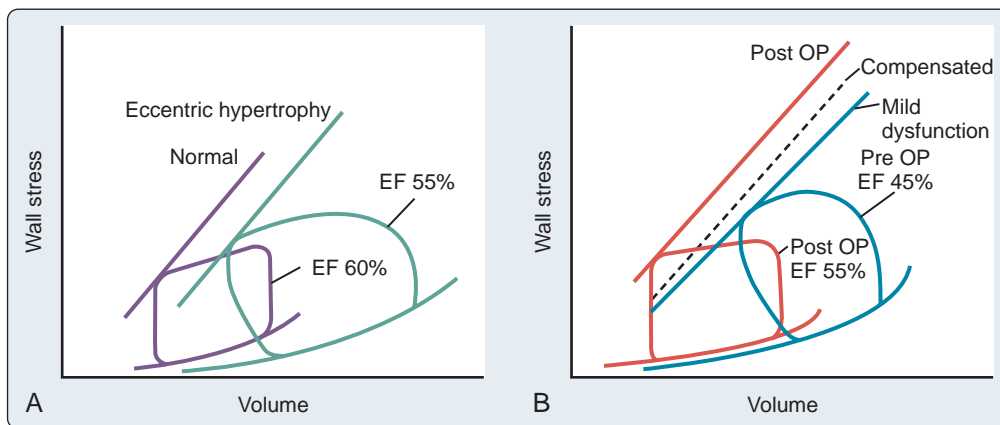 Wall stress
Eccentric hypertrophy
Normal
EF 55%
EF 60%
A
Volume
Wall stress
Post OP
Compensated
Mild
dysfunction
Pre OP
EF 45%
Post OP
EF 55%
B
Volume